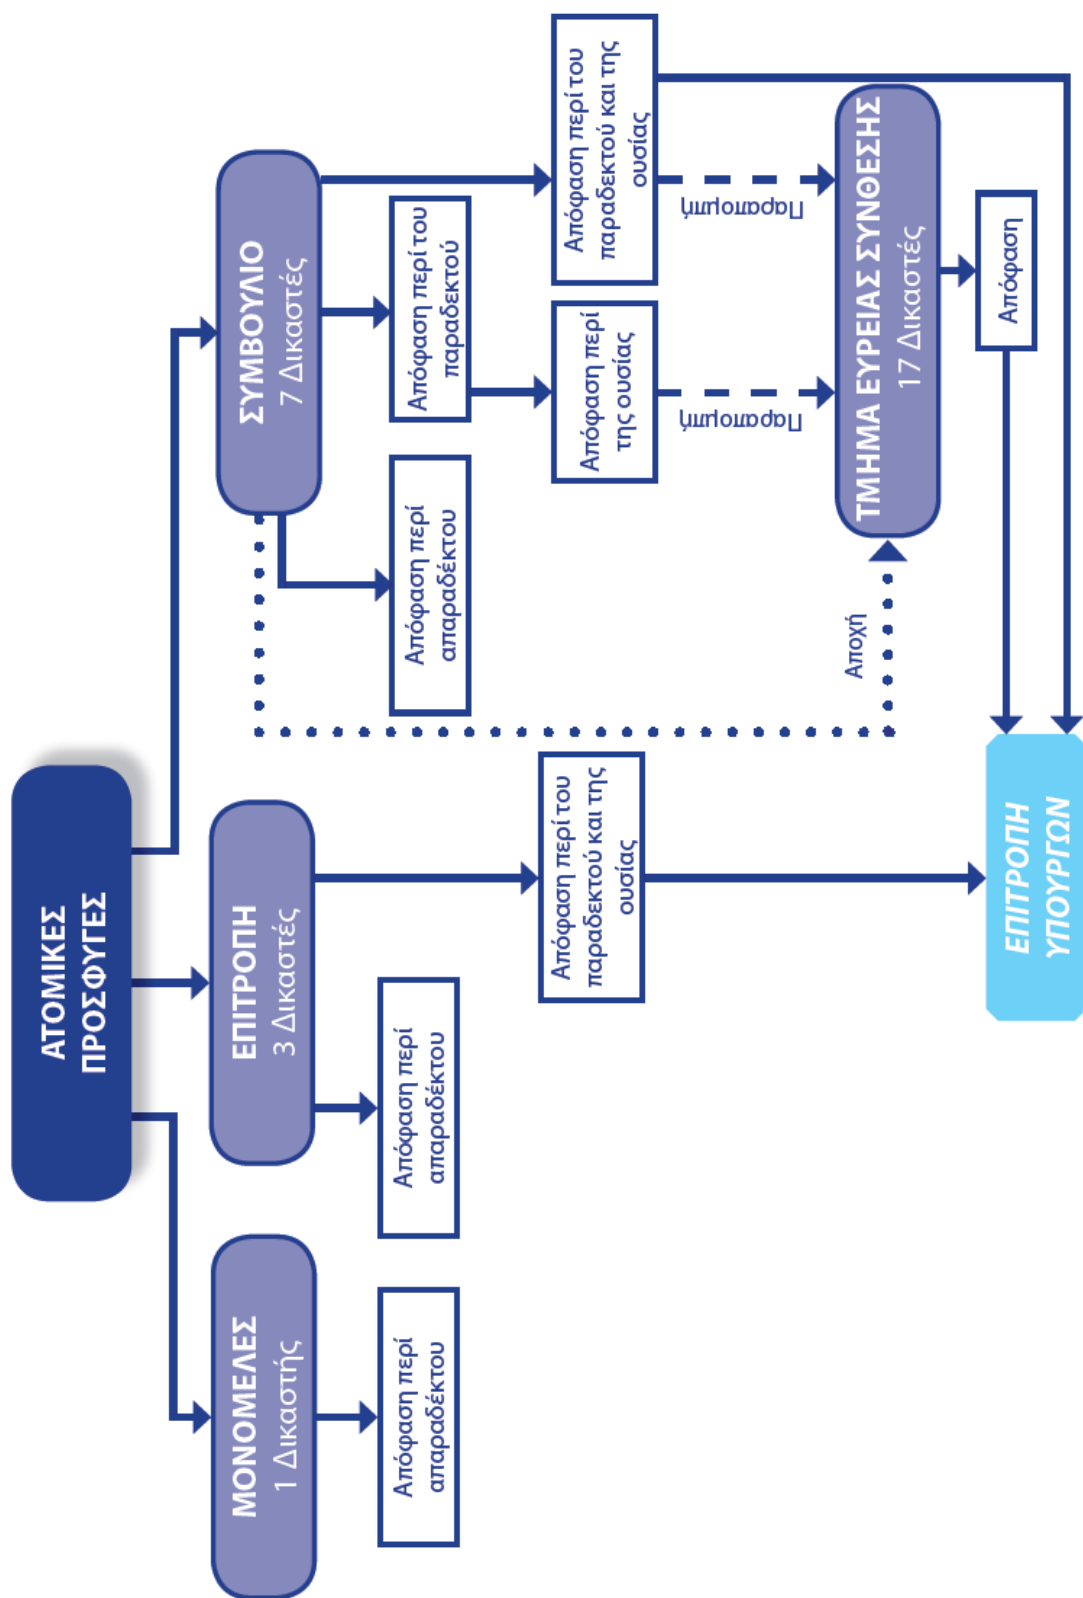 ΑΤΟΜΙΚΕΣ
ΠΡΟΣΦΥΓΕΣ
ΜΟΝΟΜΕΛΕΣ
1 Δικαστής
ΕΠΙΤΡΟΠΗ
3 Δικαστές
ΣΥΜΒΟΥΛΙΟ
7 Δικαστές
Απόφαση περί
απαραδέκτου
Απόφαση περί
απαραδέκτου
Απόφαση περί
απαραδέκτου
Απόφαση περί του
παραδεκτού
Απόφαση περί του
παραδεκτού και της
ουσίας
Απόφαση περί
της ουσίας
Απόφαση περί του
παραδεκτού και της
ουσίας
Παραπομπή
Παραπομπή
Αποχή
ΤΜΗΜΑ ΕΥΡΕΙΑΣ ΣΥΝΘΕΣΗΣ
17 Δικαστές
Απόφαση
ΕΠΙΤΡΟΠΗ
ΥΠΟΥΡΓΩΝ